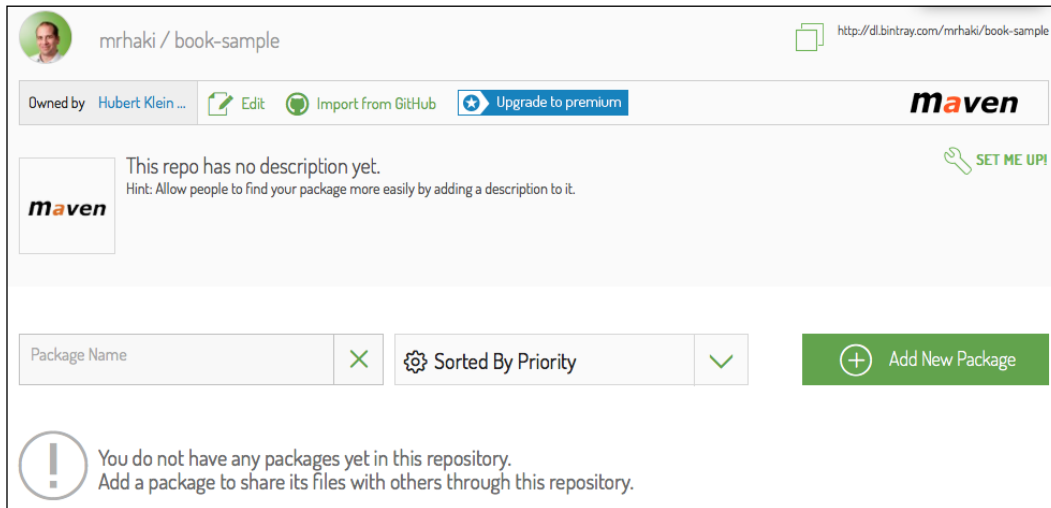 mrhaki / book-sample
http://dl.bintray.com/mrhaki/book-sample
Owned by Hubert Klein ... Edit Import from GitHub Upgrade to premium maven
This repo has no description yet.
SET ME UP!
Hint: Allow people to find your package more easily by adding a description to it.
maven
Package Name
Sorted By Priority
Add New Package
You do not have any packages yet in this repository.
Add a package to share its files with others through this repository.